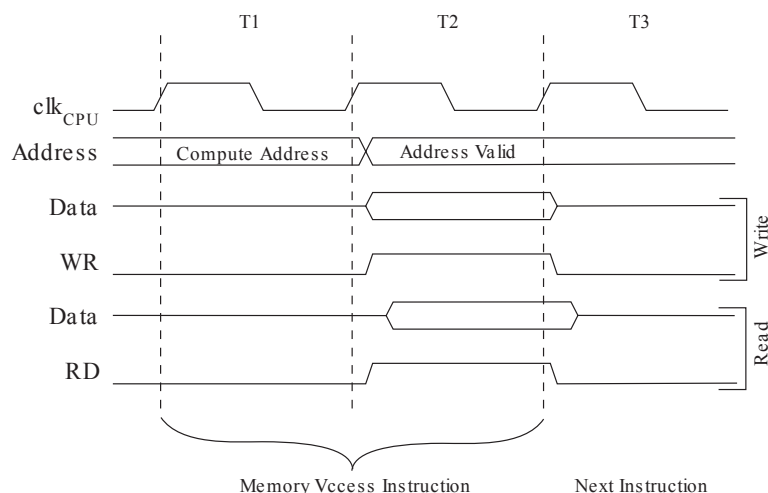 T1 T2 T3
clkCPU
Address Compute Address Address Valid
Data
WR
Write
Data
RD
Read
Memory Vccess Instruction Next Instruction